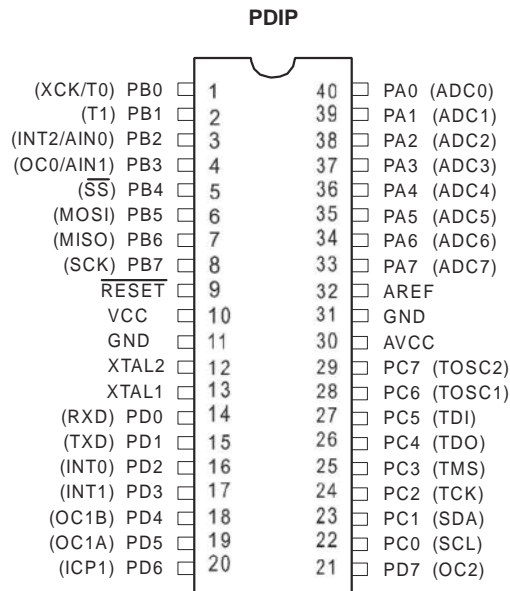 PDIP
(XCK/T0) PB0 1 40 PA0 (ADC0)
(T1) PB1 2 39 PA1 (ADC1)
(INT2/AIN0) PB2 3 38 PA2 (ADC2)
(OC0/AIN1) PB3 4 37 PA3 (ADC3)
(SS) PB4 5 36 PA4 (ADC4)
(MOSI) PB5 6 35 PA5 (ADC5)
(MISO) PB6 7 34 PA6 (ADC6)
(SCK) PB7 8 33 PA7 (ADC7)
RESET 9 32 AREF
VCC 10 31 GND
GND 11 30 AVCC
XTAL2 12 29 PC7 (TOSC2)
XTAL1 13 28 PC6 (TOSC1)
(RXD) PD0 14 27 PC5 (TDI)
(TXD) PD1 15 26 PC4 (TDO)
(INT0) PD2 16 25 PC3 (TMS)
(INT1) PD3 17 24 PC2 (TCK)
(OC1B) PD4 18 23 PC1 (SDA)
(OC1A) PD5 19 22 PC0 (SCL)
(ICP1) PD6 20 21 PD7 (OC2)